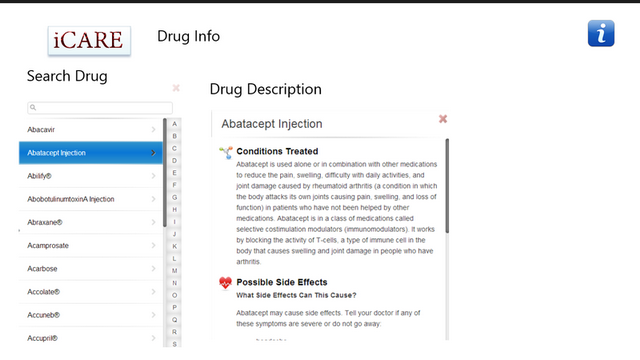 iCARE
Drug Info
i
Search Drug
Drug Description
Abacavir
Abatacept Injection
Abilify®
AbobotulinumtoxinA Injection
Abraxane®
Acamprosate
Acarbose
Accolate®
Accuneb®
Accupril®
A
B
C
D
E
F
G
H
I
J
K
L
M
N
O
P
Q
R
S
Abatacept Injection
Conditions Treated
Abatacept is used alone or in combination with other medications
to reduce the pain, swelling, difficulty with daily activities, and
joint damage caused by rheumatoid arthritis (a condition in which
the body attacks its own joints causing pain, swelling, and loss of
function) in patients who have not been helped by other
medications. Abatacept is in a class of medications called
selective costimulation modulators (immunomodulators). It works
by blocking the activity of T-cells, a type of immune cell in the
body that causes swelling and joint damage in people who have
arthritis.
Possible Side Effects
What Side Effects Can This Cause?
Abatacept may cause side effects. Tell your doctor if any of
these symptoms are severe or do not go away: